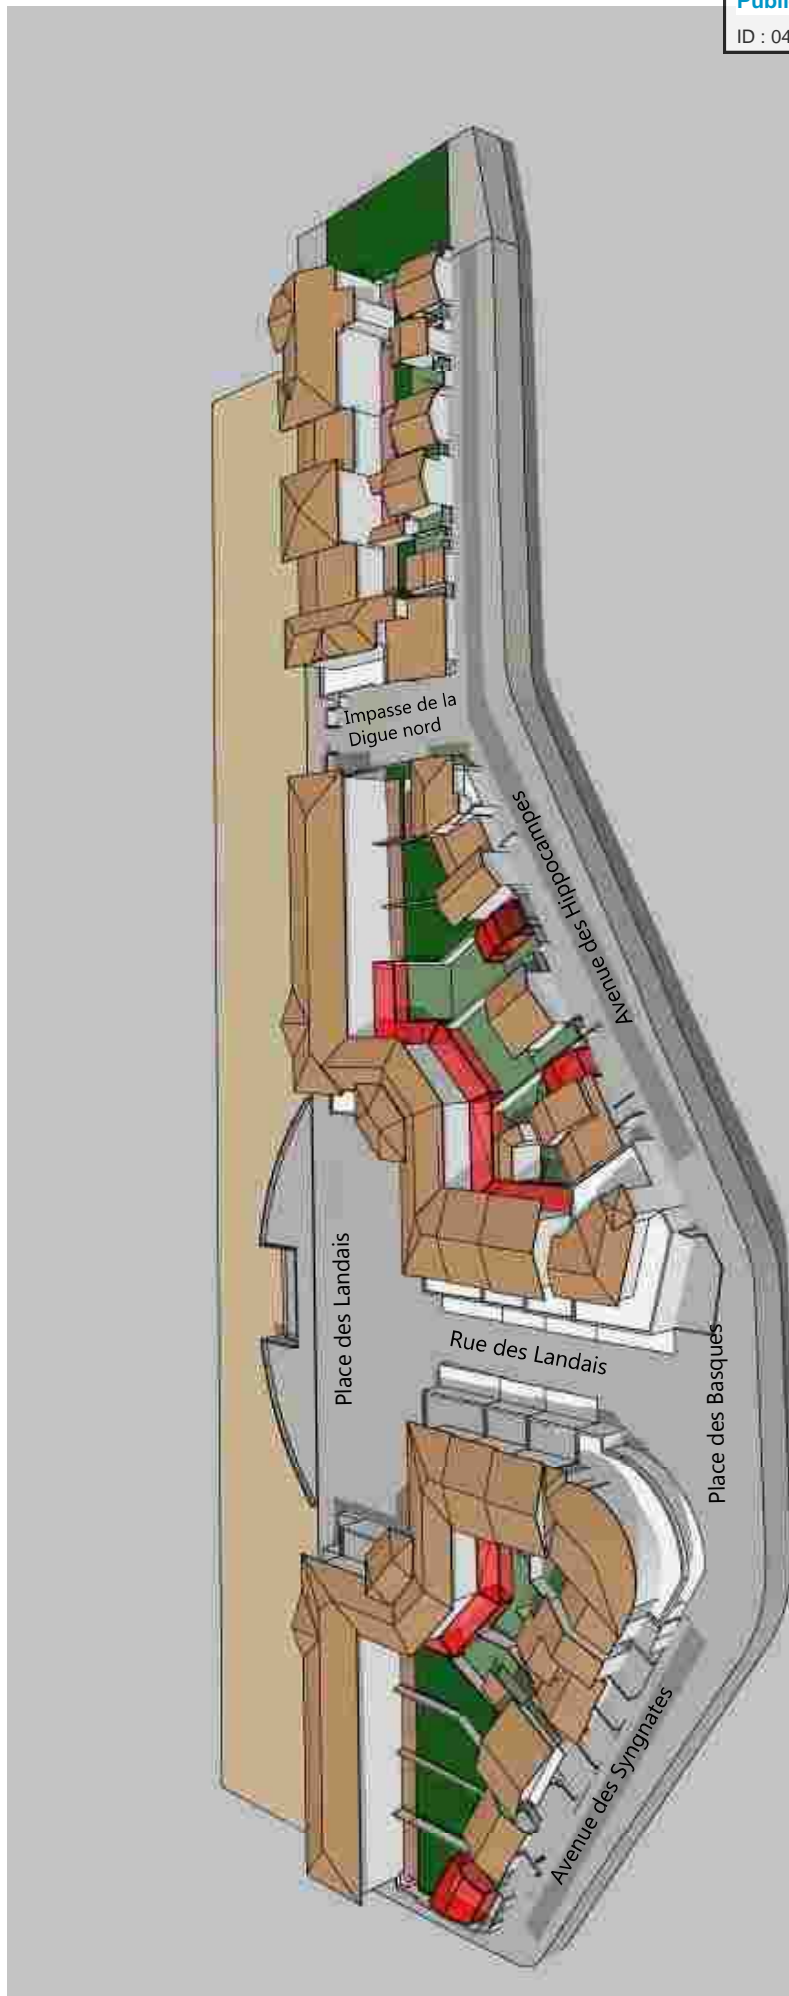 ID : 04
Impasse de la
Digue nord
Avenue des Hippocampes
Place des Landais
Rue des Landais
Place des Basques
Avenue des Syngnates